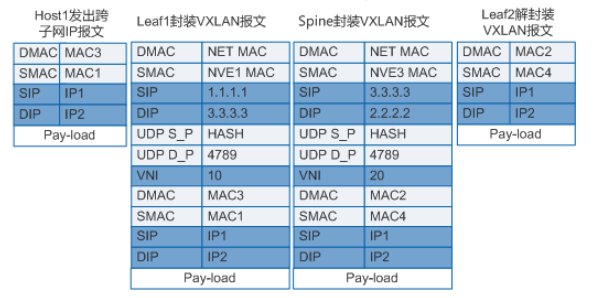 Host1发出跨
子网IP报文
DMAC MAC3
SMAC MAC1
SIP IP1
DIP IP2
Pay-load
Leaf1封装VXLAN报文
DMAC NET MAC
SMAC NVE1 MAC
SIP 1.1.1.1
DIP 3.3.3.3
UDP S_P HASH
UDP D_P 4789
VNI 10
DMAC MAC3
SMAC MAC1
SIP IP1
DIP IP2
Pay-load
Spine封装VXLAN报文
DMAC NET MAC
SMAC NVE3 MAC
SIP 3.3.3.3
DIP 2.2.2.2
UDP S_P HASH
UDP D_P 4789
VNI 20
DMAC MAC2
SMAC MAC4
SIP IP1
DIP IP2
Pay-load
Leaf2解封装
VXLAN报文
DMAC MAC2
SMAC MAC4
SIP IP1
DIP IP2
Pay-load